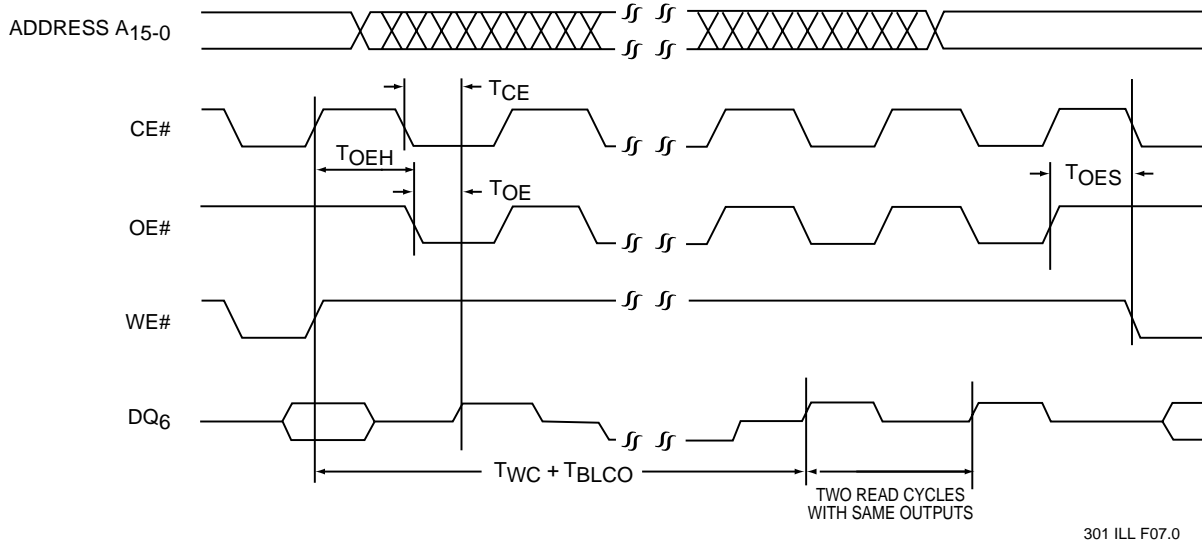 ADDRESS A15-0
TCE
CE#
TOEH
TOE
TOES
OE#
WE#
DQ6
TWC + TBLCO
TWO READ CYCLES
WITH SAME OUTPUTS
301 ILL F07.0